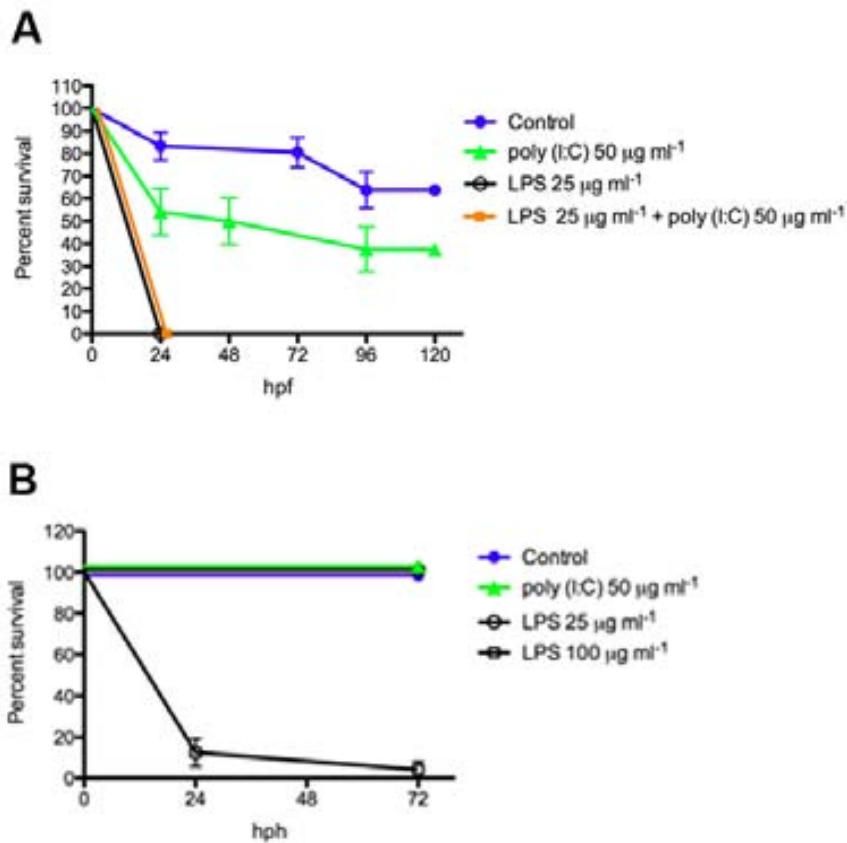 A
Percent survival
110
100
90
80
70
60
50
40
30
20
10
0
0 24 48 72 96 120
hpf
Control
poly (I:C) 50 µg ml⁻¹
LPS 25 µg ml⁻¹
LPS 25 µg ml⁻¹ + poly (I:C) 50 µg ml⁻¹
B
Percent survival
120
100
80
60
40
20
0
0 24 48 72
hph
Control
poly (I:C) 50 µg ml⁻¹
LPS 25 µg ml⁻¹
LPS 100 µg ml⁻¹